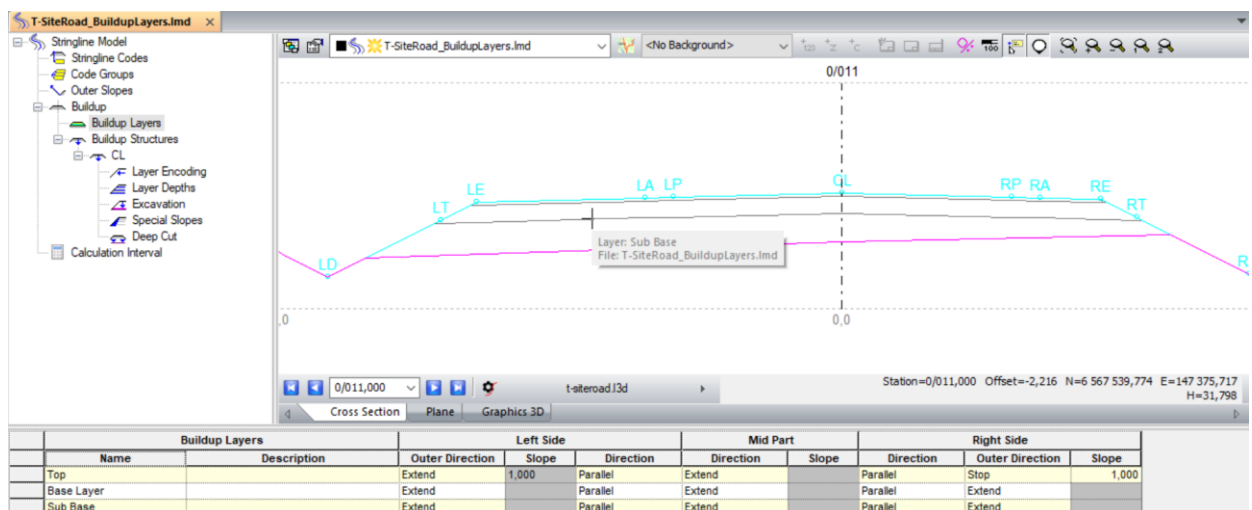 T-SiteRoad_BuildupLayers.lmd ×
Stringline Model
Stringline Codes
Code Groups
Outer Slopes
Buildup
Buildup Layers
Buildup Structures
CL
Layer Encoding
Layer Depths
Excavation
Special Slopes
Deep Cut
Calculation Interval
T-SiteRoad_BuildupLayers.lmd <No Background> 123 z c 100
0/011
LD LT LE LA LP CL RP RA RE RT R
Layer: Sub Base
File: T-SiteRoad_BuildupLayers.lmd
,0 0,0
0/011,000 t-siteroad.l3d Station=0/011,000 Offset=-2,216 N=6 567 539,774 E=147 375,717
H=31,798
Cross Section Plane Graphics 3D
Buildup Layers Left Side Mid Part Right Side
Name Description Outer Direction Slope Direction Direction Slope Direction Outer Direction Slope
Top Extend 1,000 Parallel Extend Parallel Stop 1,000
Base Layer Extend Parallel Extend Parallel Extend
Sub Base Extend Parallel Extend Parallel Extend